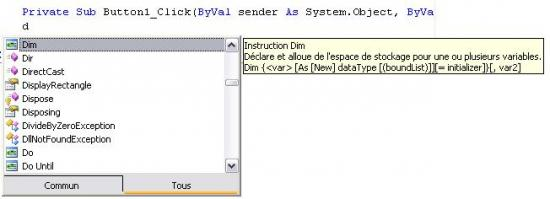 Private Sub Button1_Click(ByVal sender As System.Object, ByVa
d
Dim
Dir
DirectCast
DisplayRectangle
Dispose
Disposing
DivideByZeroException
DllNotFoundException
Do
Do Until
Commun Tous
Instruction Dim
Déclare et alloue de l'espace de stockage pour une ou plusieurs variables.
Dim {<var> [As [New] dataType [(boundList)]][= initializer]}[, var2]